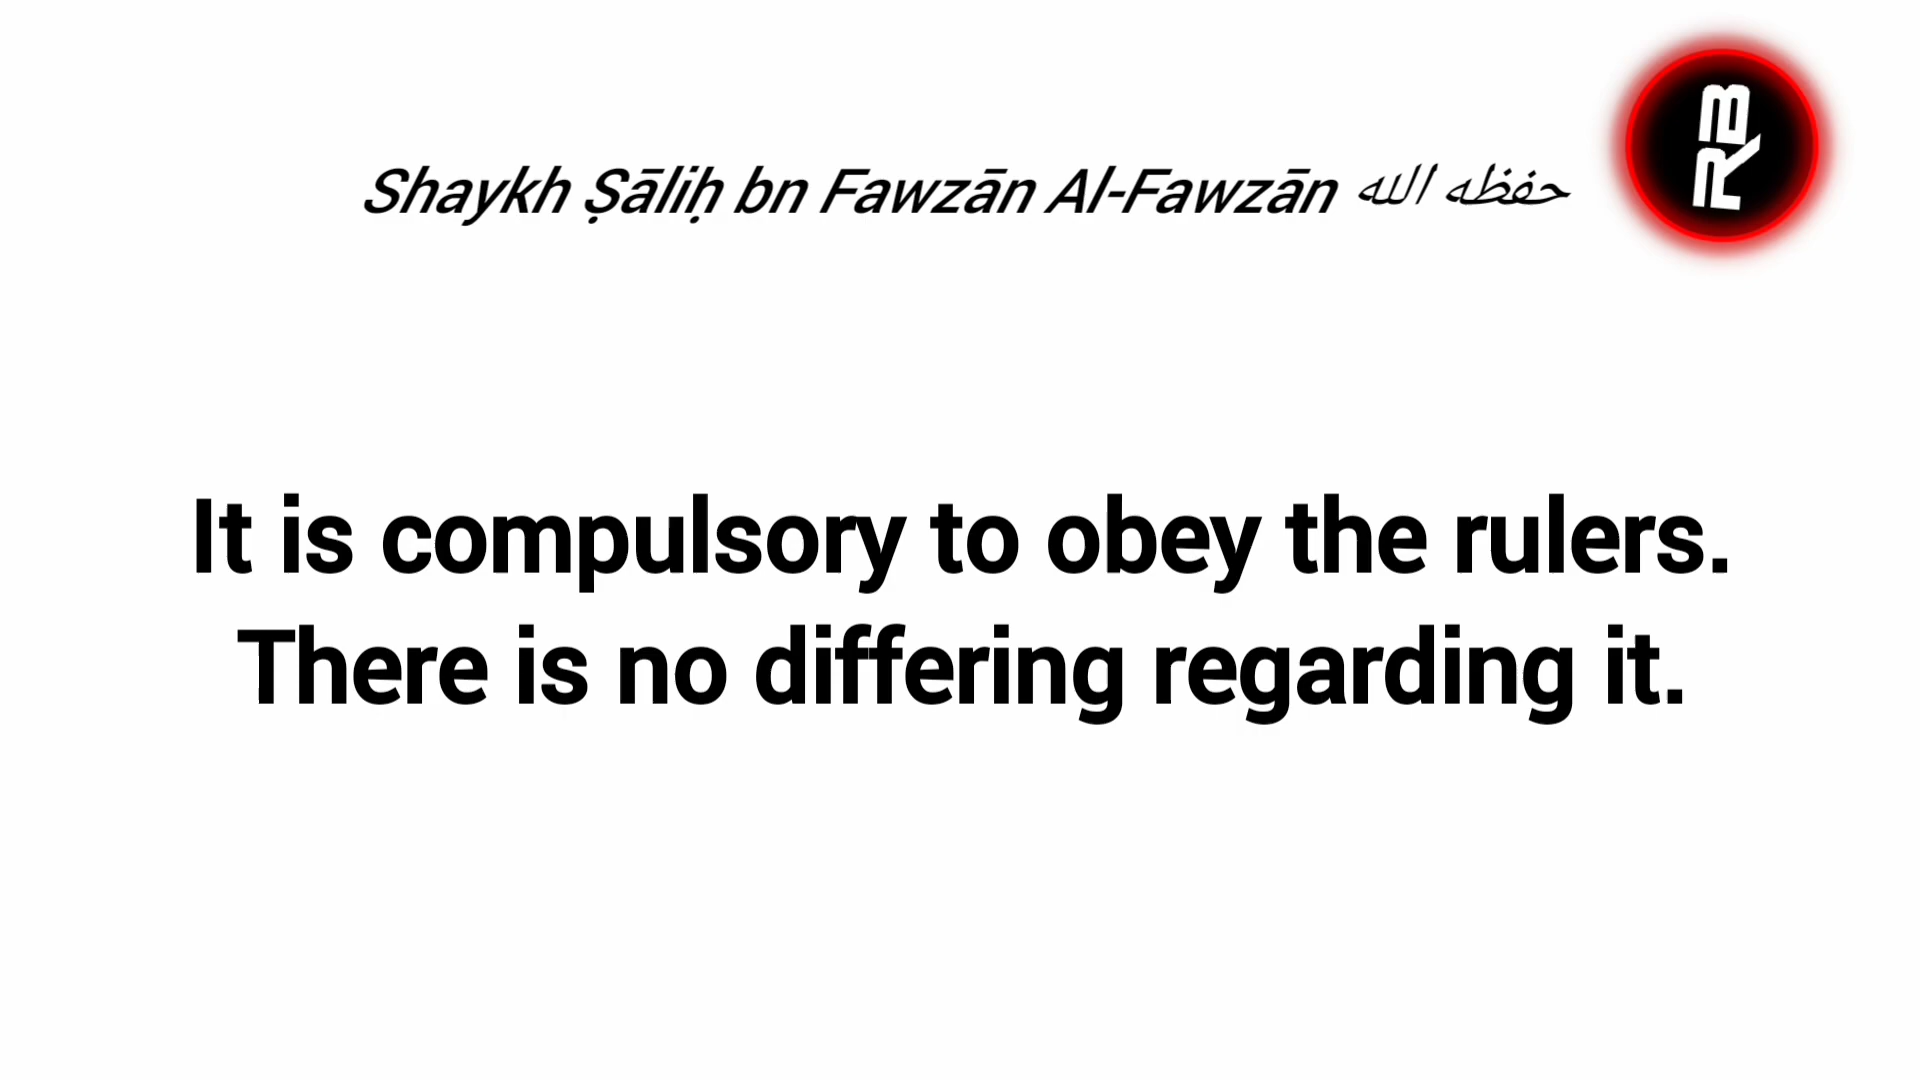 RB
Shaykh Ṣāliḥ bn Fawzān Al-Fawzān حفظه الله
It is compulsory to obey the rulers.
There is no differing regarding it.